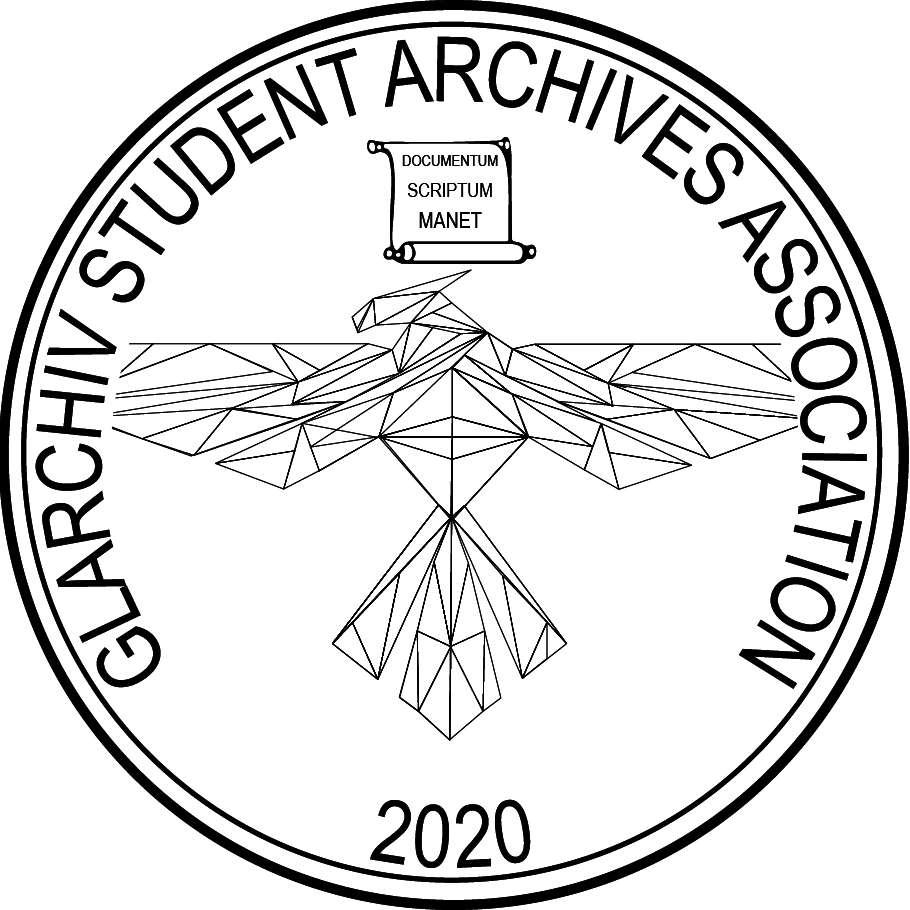 GLARCHIV STUDENT ARCHIVES ASSOCIATION
DOCUMENTUM
SCRIPTUM
MANET
2020